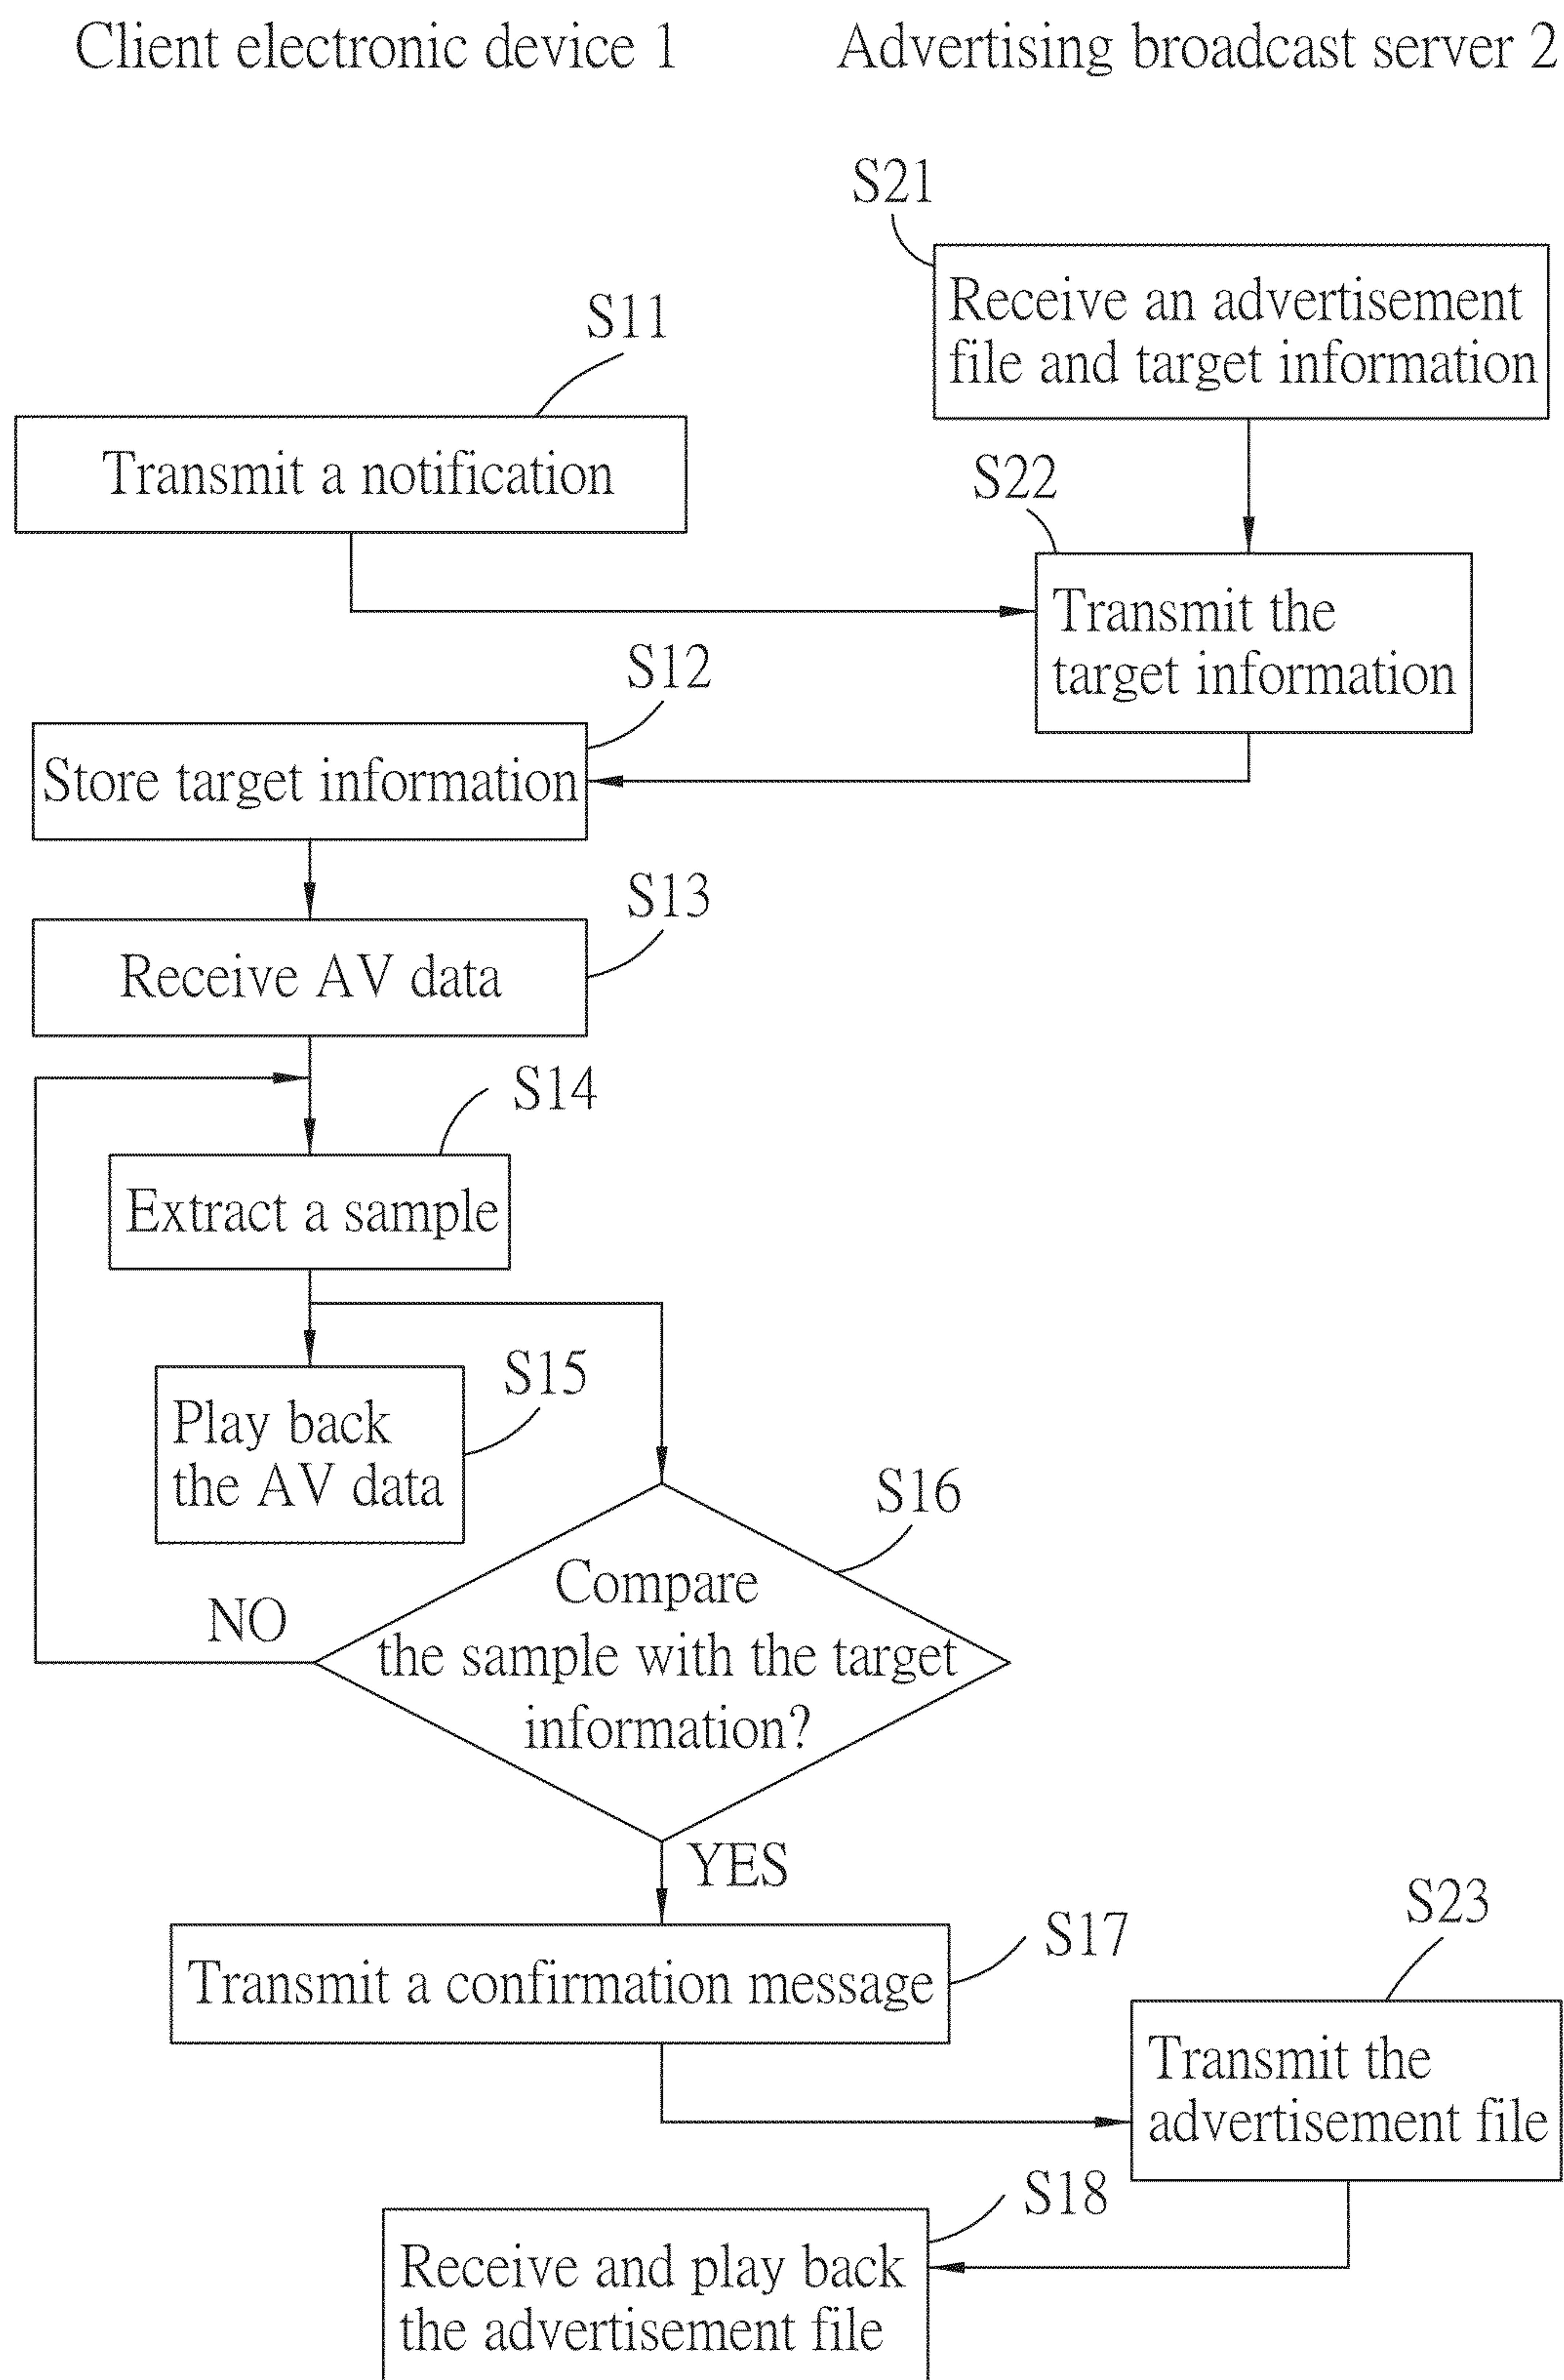 Client electronic device 1
Advertising broadcast server 2
S21
Receive an advertisement
file and target information
S11
Transmit a notification
S22
Transmit the
target information
S12
Store target information
S13
Receive AV data
S14
Extract a sample
S15
Play back
the AV data
S16
Compare
the sample with the target
information?
NO
YES
S17
Transmit a confirmation message
S23
Transmit the
advertisement file
S18
Receive and play back
the advertisement file